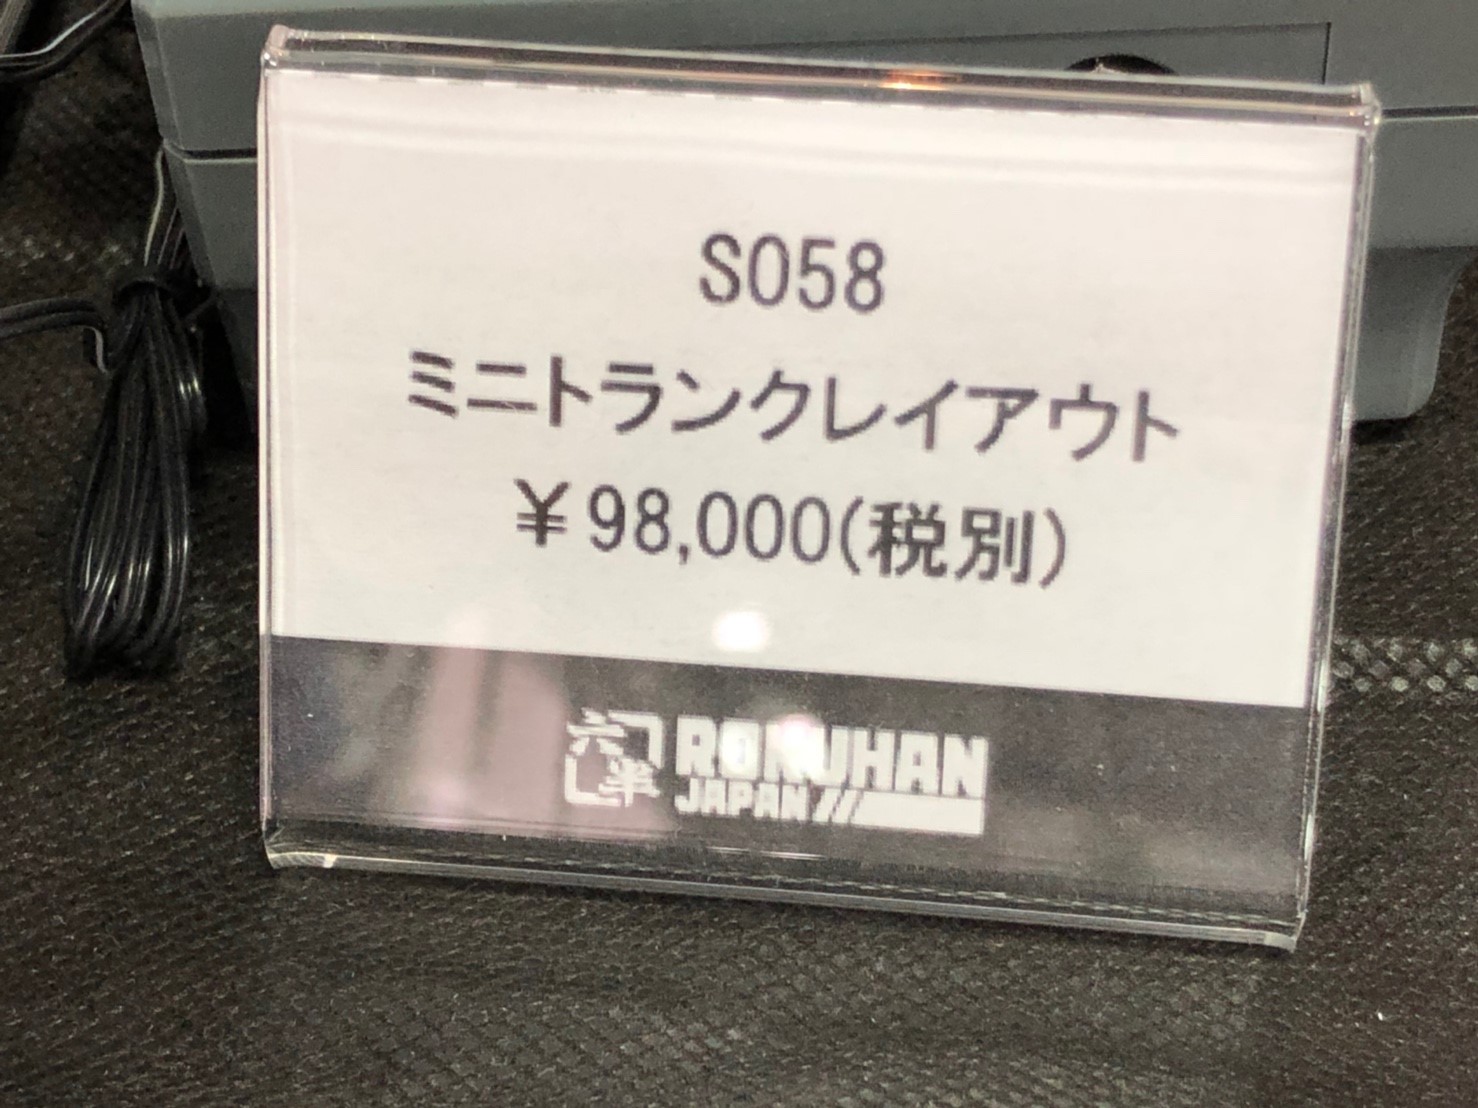 S058
ミニトランクレイアウト
¥98,000(税別)
六半 ROKUHAN
JAPAN